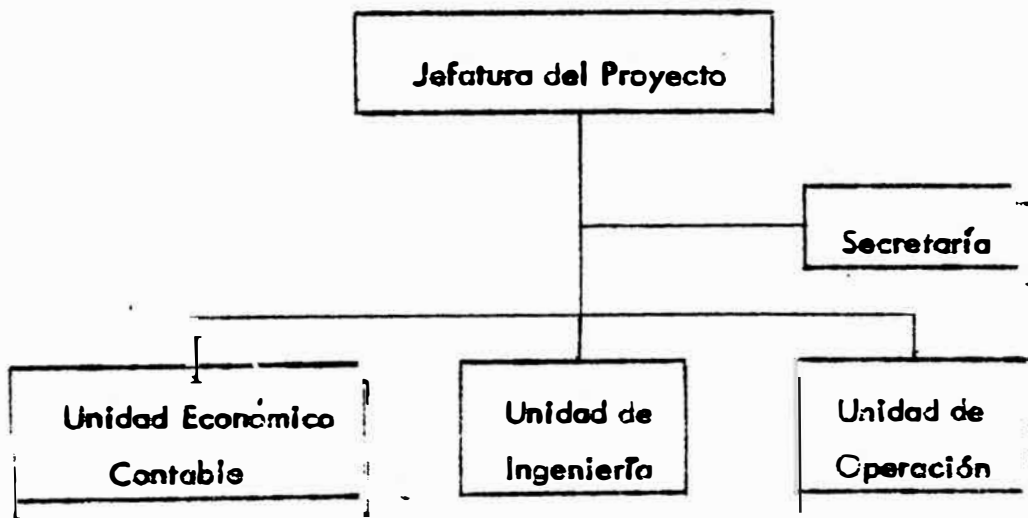 Jefatura del Proyecto
Secretaría
Unidad Económico
Contable
Unidad de
Ingeniería
Unidad de
Operación